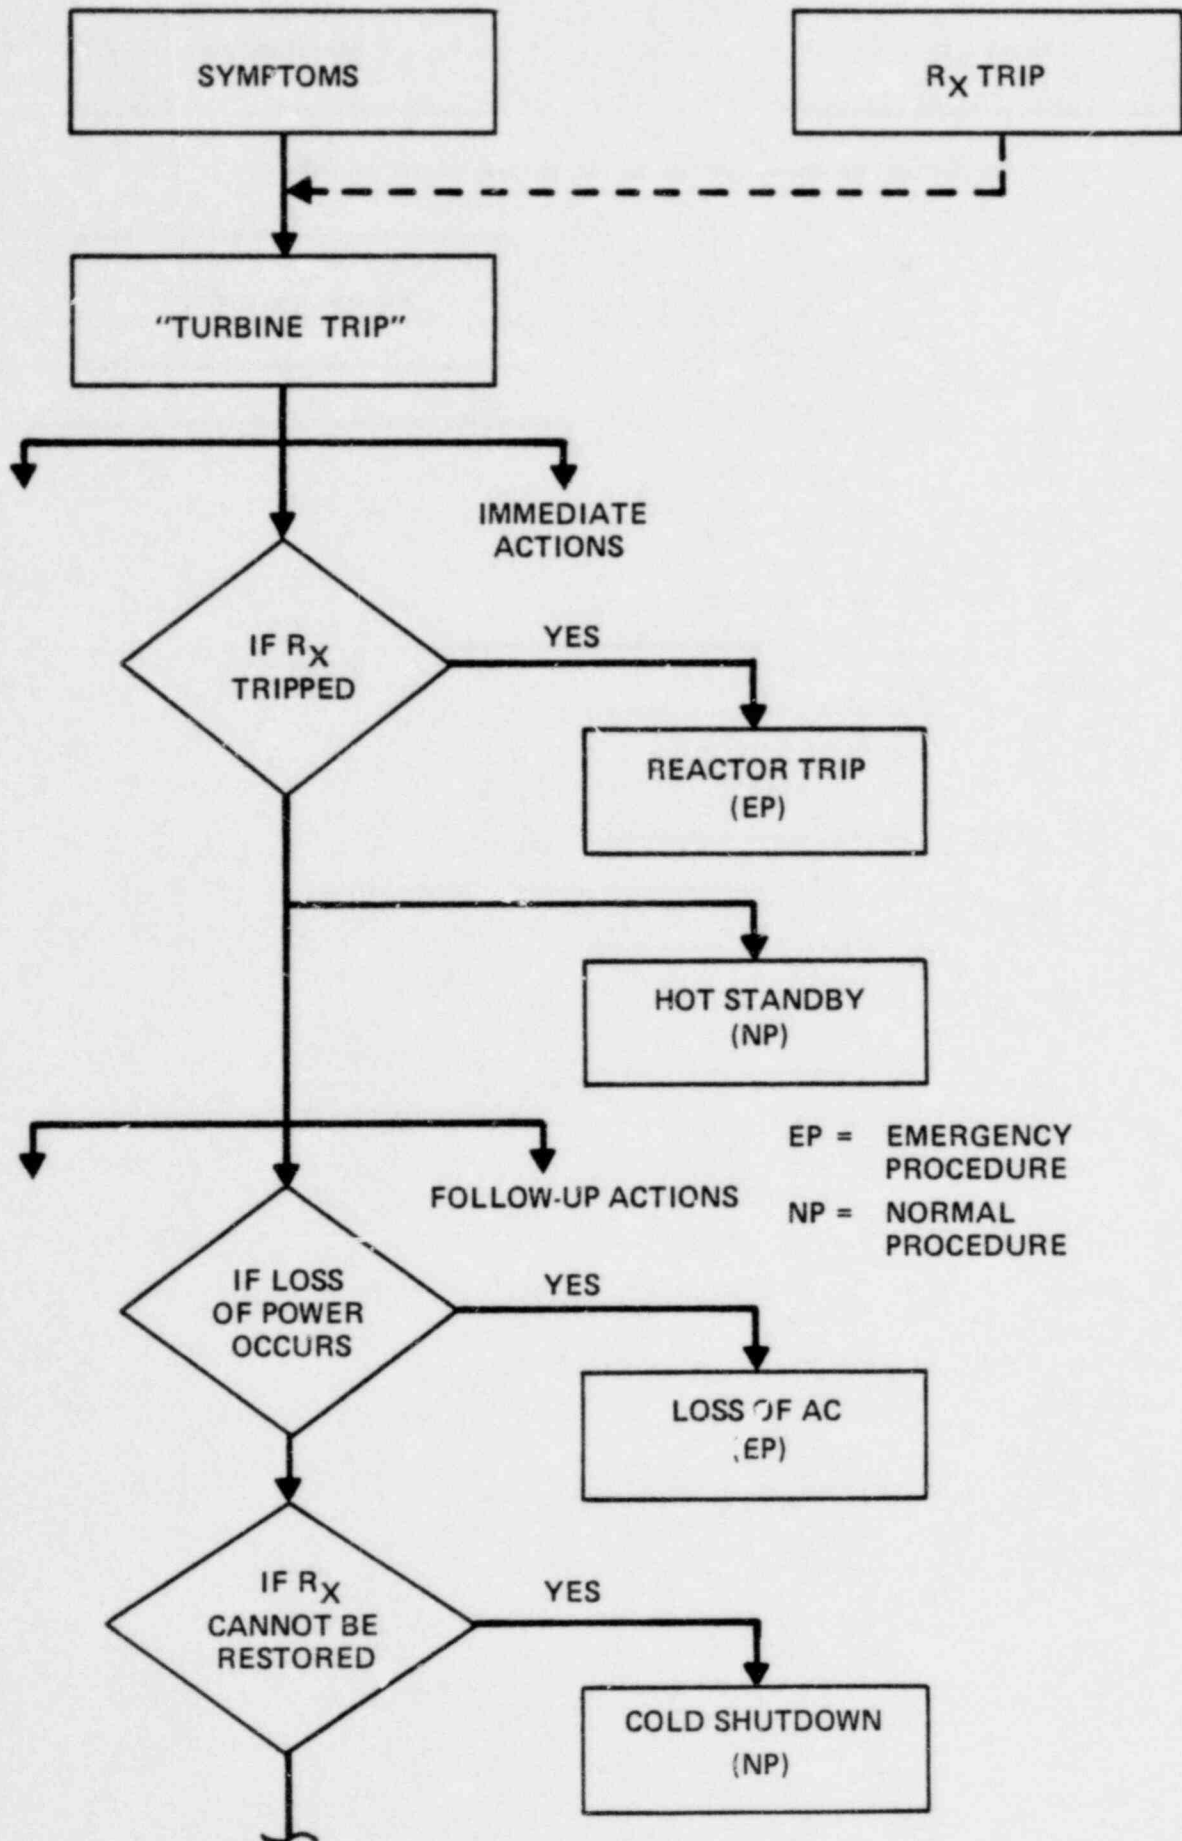 SYMPTOMS
RX TRIP
"TURBINE TRIP"
IMMEDIATE
ACTIONS
IF RX
TRIPPED
YES
REACTOR TRIP
(EP)
HOT STANDBY
(NP)
EP = EMERGENCY
PROCEDURE
NP = NORMAL
PROCEDURE
FOLLOW-UP ACTIONS
IF LOSS
OF POWER
OCCURS
YES
LOSS OF AC
(EP)
IF RX
CANNOT BE
RESTORED
YES
COLD SHUTDOWN
(NP)